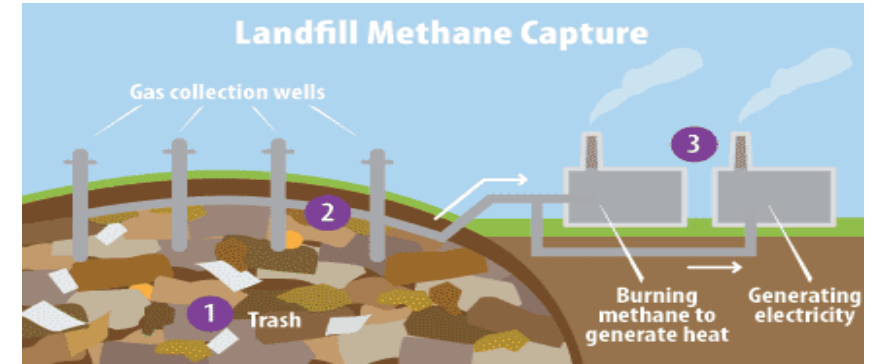 Landfill Methane Capture
Gas collection wells
3
2
1
Trash
Burning
methane to
generate heat
Generating
electricity